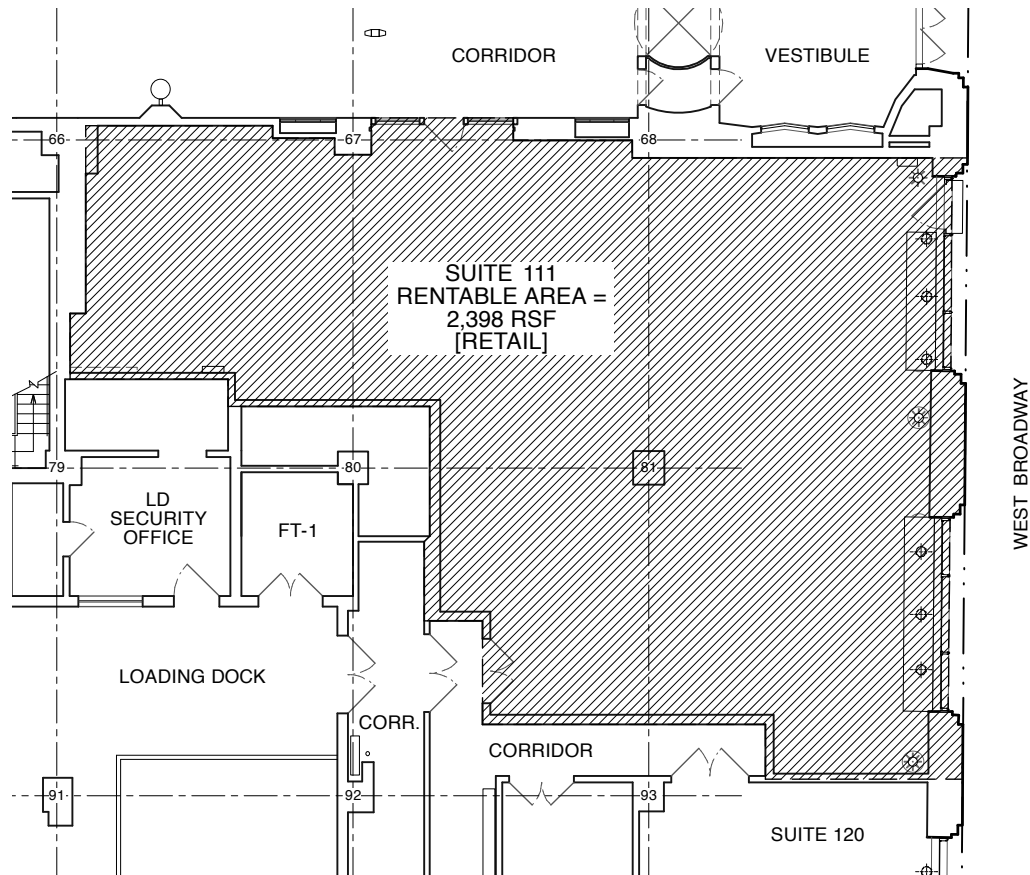 CORRIDOR
VESTIBULE
66
67
68
SUITE 111
RENTABLE AREA =
2,398 RSF
[RETAIL]
WEST BROADWAY
79
80
81
LD
SECURITY
OFFICE
FT-1
LOADING DOCK
CORR.
CORRIDOR
91
92
93
SUITE 120